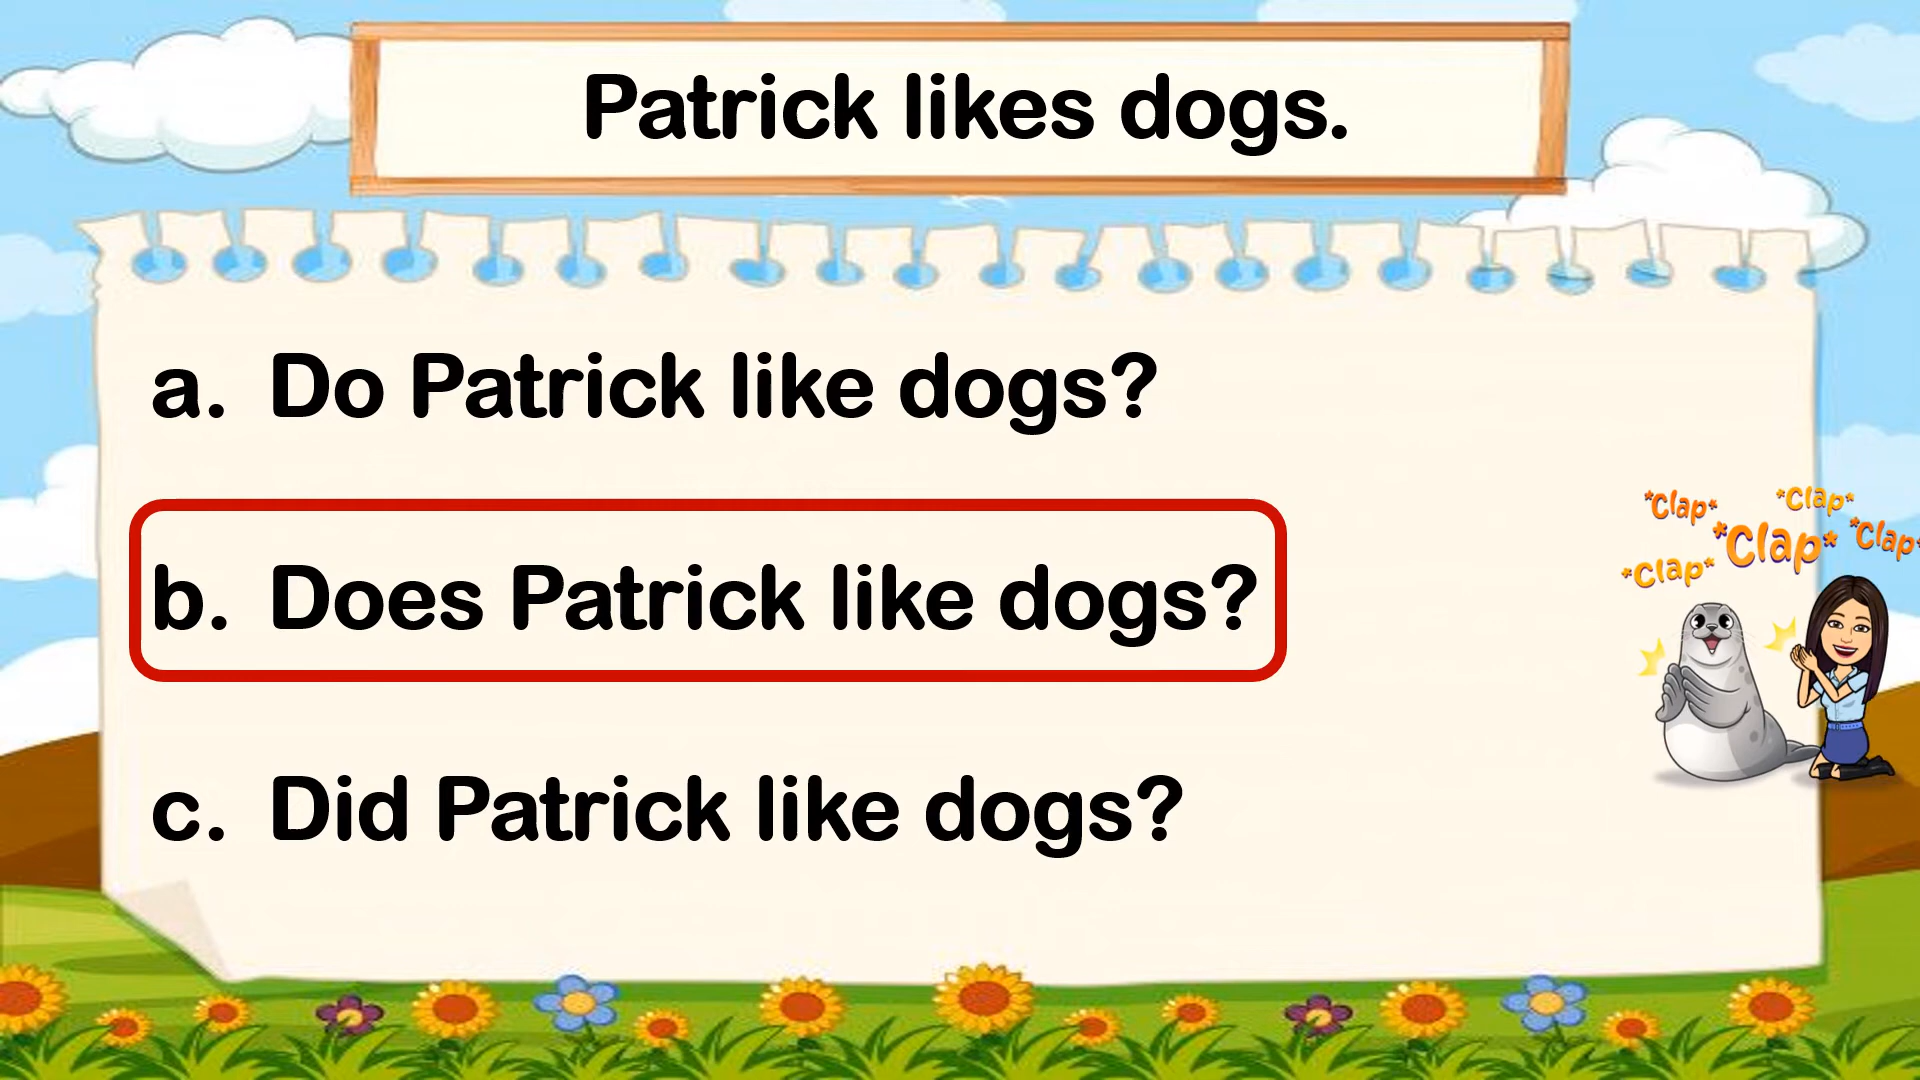 Patrick likes dogs.
a. Do Patrick like dogs?
b. Does Patrick like dogs?
c. Did Patrick like dogs?
*Clap* *Clap*
*Clap* *Clap*
*Clap*